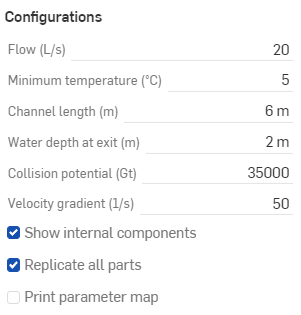 Configurations
Flow (L/s) 20
Minimum temperature (°C) 5
Channel length (m) 6 m
Water depth at exit (m) 2 m
Collision potential (Gt) 35000
Velocity gradient (1/s) 50
Show internal components
Replicate all parts
Print parameter map